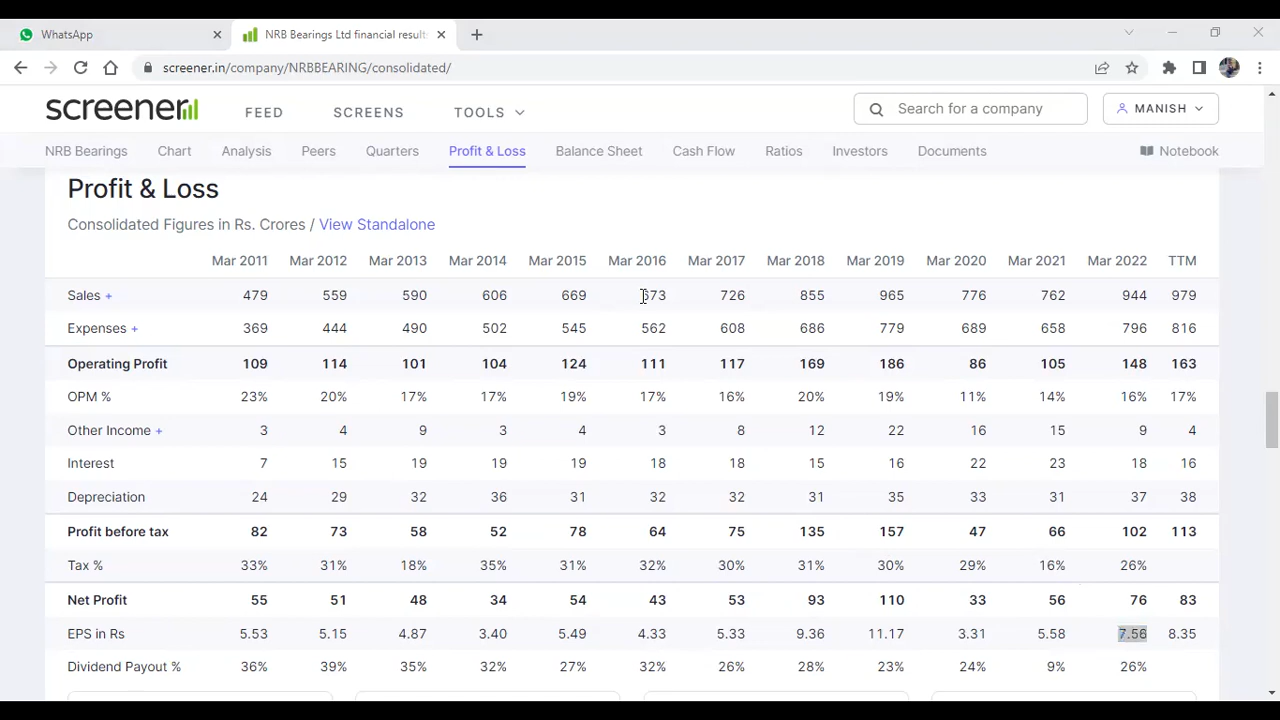 WhatsApp
NRB Bearings Ltd financial result
screener.in/company/NRBBEARING/consolidated/
screener FEED SCREENS TOOLS Search for a company MANISH
NRB Bearings Chart Analysis Peers Quarters Profit & Loss Balance Sheet Cash Flow Ratios Investors Documents Notebook
Profit & Loss
Consolidated Figures in Rs. Crores / View Standalone
Mar 2011 Mar 2012 Mar 2013 Mar 2014 Mar 2015 Mar 2016 Mar 2017 Mar 2018 Mar 2019 Mar 2020 Mar 2021 Mar 2022 TTM
Sales + 479 559 590 606 669 673 726 855 965 776 762 944 979
Expenses + 369 444 490 502 545 562 608 686 779 689 658 796 816
Operating Profit 109 114 101 104 124 111 117 169 186 86 105 148 163
OPM % 23% 20% 17% 17% 19% 17% 16% 20% 19% 11% 14% 16% 17%
Other Income + 3 4 9 3 4 3 8 12 22 16 15 9 4
Interest 7 15 19 19 19 18 18 15 16 22 23 18 16
Depreciation 24 29 32 36 31 32 32 31 35 33 31 37 38
Profit before tax 82 73 58 52 78 64 75 135 157 47 66 102 113
Tax % 33% 31% 18% 35% 31% 32% 30% 31% 30% 29% 16% 26%
Net Profit 55 51 48 34 54 43 53 93 110 33 56 76 83
EPS in Rs 5.53 5.15 4.87 3.40 5.49 4.33 5.33 9.36 11.17 3.31 5.58 7.56 8.35
Dividend Payout % 36% 39% 35% 32% 27% 32% 26% 28% 23% 24% 9% 26%